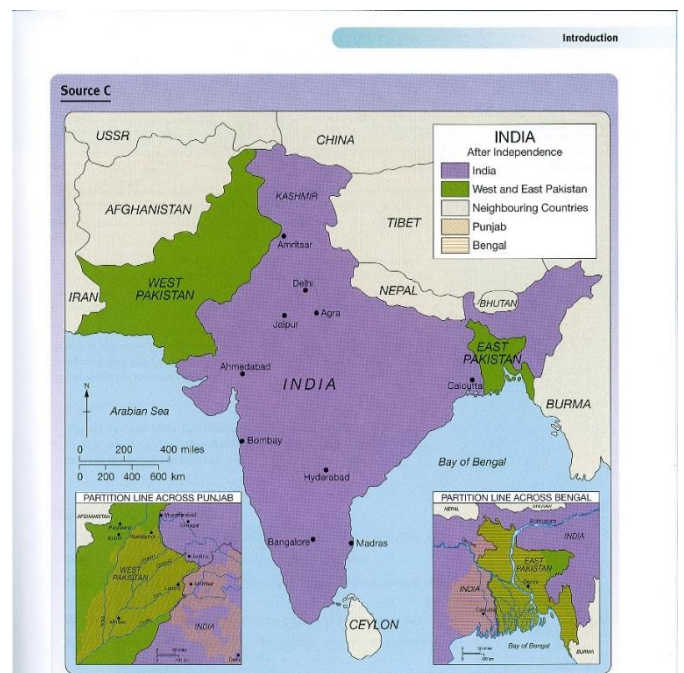 Introduction
Source C
USSR
CHINA
INDIA
After Independence
India
West and East Pakistan
Neighbouring Countries
Punjab
Bengal
KASHMIR
AFGHANISTAN
TIBET
Amritsar
WEST
PAKISTAN
Delhi
IRAN
NEPAL
BHUTAN
Agra
Jaipur
EAST
PAKISTAN
Ahmedabad
INDIA
Calcutta
BURMA
N
Arabian Sea
Bombay
0 200 400 miles
0 200 400 600 km
Bay of Bengal
Hyderabad
PARTITION LINE ACROSS PUNJAB
AFGHANISTAN
WEST
PAKISTAN
INDIA
Delhi
Bangalore
Madras
CEYLON
PARTITION LINE ACROSS BENGAL
NEPAL
INDIA
EAST
PAKISTAN
INDIA
Bay of Bengal
BURMA